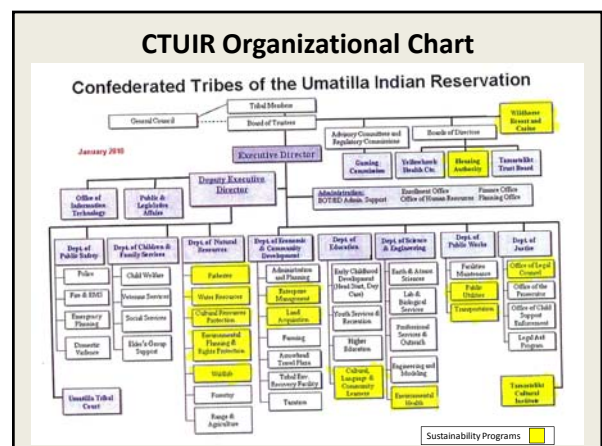 CTUIR Organizational Chart
Confederated Tribes of the Umatilla Indian Reservation
Tribal Members
General Council
Board of Trustees
Wildhorse
Resort and
Casino
January 2010
Advisory Committees and
Regulatory Commissions
Boards of Directors
Executive Director
Gaming
Commission
Yellowhawk
Health Ctr.
Housing
Authority
Tamastslikt
Trust Board
Deputy Executive
Director
Office of
Information
Technology
Public &
Legislative
Affairs
Administration:
BOT/ED Admin. Support
Enrollment Office
Office of Human Resources
Finance Office
Planning Office
Dept. of
Public Safety
Police
Fire & EMS
Emergency
Planning
Domestic
Violence
Umatilla Tribal
Court
Dept. of Children &
Family Services
Child Welfare
Veterans Services
Social Services
Elder's Group
Support
Dept. of Natural
Resources
Fisheries
Water Resources
Cultural Resources
Protection
Environmental
Planning &
Rights Protection
Wildlife
Forestry
Range &
Agriculture
Dept. of Economic
& Community
Development
Administration
and Planning
Enterprise
Management
Land
Acquisition
Farming
Arrowhead
Travel Plaza
Tribal Env.
Recovery Facility
Taxation
Dept. of
Education
Early Childhood
Development
(Head Start, Day
Care)
Youth Services &
Recreation
Higher
Education
Cultural,
Language &
Community
Learners
Dept. of Science
& Engineering
Earth & Atmos
Sciences
Lab &
Biological
Services
Professional
Services &
Outreach
Engineering and
Modeling
Environmental
Health
Dept. of
Public Works
Facilities
Maintenance
Public
Utilities
Transportation
Dept. of
Justice
Office of Legal
Counsel
Office of the
Prosecutor
Office of Child
Support
Enforcement
Legal Aid
Program
Tamastslikt
Cultural
Institute
Sustainability Programs